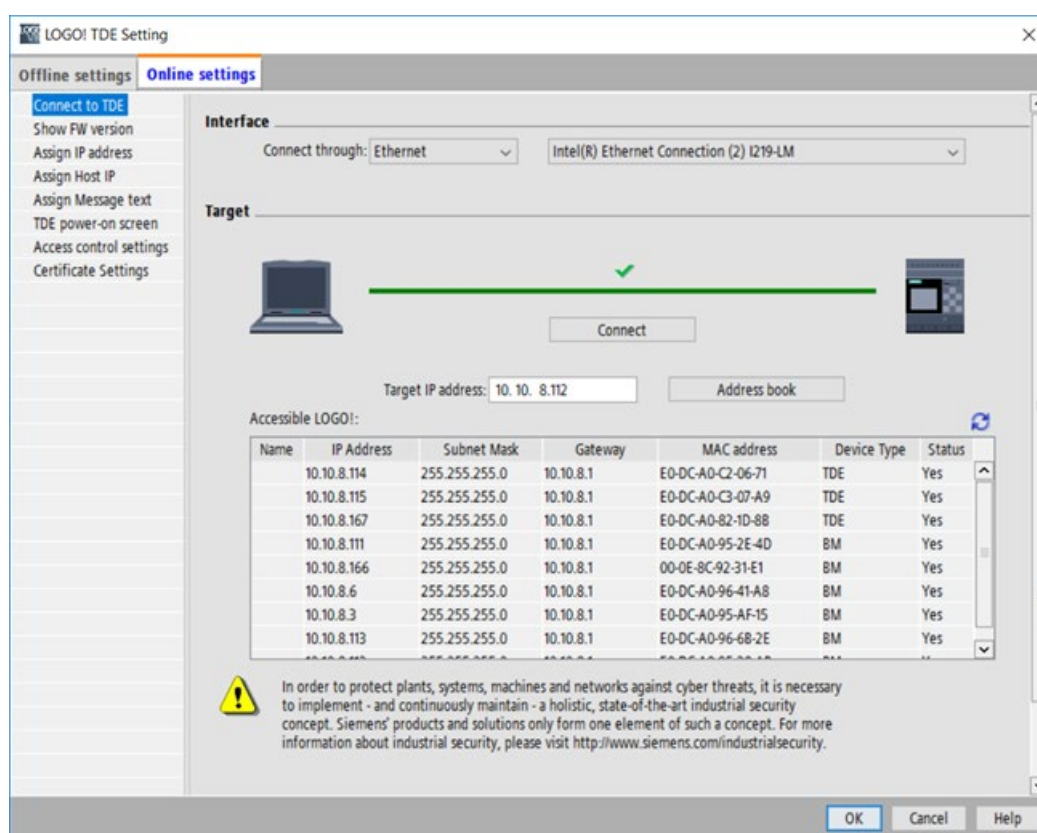 LOGO! TDE Setting
Offline settings Online settings
Connect to TDE
Show FW version
Assign IP address
Assign Host IP
Assign Message text
TDE power-on screen
Access control settings
Certificate Settings
Interface
Connect through: Ethernet Intel(R) Ethernet Connection (2) I219-LM
Target
Connect
Target IP address: 10. 10. 8.112 Address book
Accessible LOGO!:
Name IP Address Subnet Mask Gateway MAC address Device Type Status
10.10.8.114 255.255.255.0 10.10.8.1 E0-DC-A0-C2-06-71 TDE Yes
10.10.8.115 255.255.255.0 10.10.8.1 E0-DC-A0-C3-07-A9 TDE Yes
10.10.8.167 255.255.255.0 10.10.8.1 E0-DC-A0-82-1D-8B TDE Yes
10.10.8.111 255.255.255.0 10.10.8.1 E0-DC-A0-95-2E-4D BM Yes
10.10.8.166 255.255.255.0 10.10.8.1 00-0E-8C-92-31-E1 BM Yes
10.10.8.6 255.255.255.0 10.10.8.1 E0-DC-A0-96-41-A8 BM Yes
10.10.8.3 255.255.255.0 10.10.8.1 E0-DC-A0-95-AF-15 BM Yes
10.10.8.113 255.255.255.0 10.10.8.1 E0-DC-A0-96-6B-2E BM Yes
In order to protect plants, systems, machines and networks against cyber threats, it is necessary
to implement - and continuously maintain - a holistic, state-of-the-art industrial security
concept. Siemens' products and solutions only form one element of such a concept. For more
information about industrial security, please visit http://www.siemens.com/industrialsecurity.
OK Cancel Help